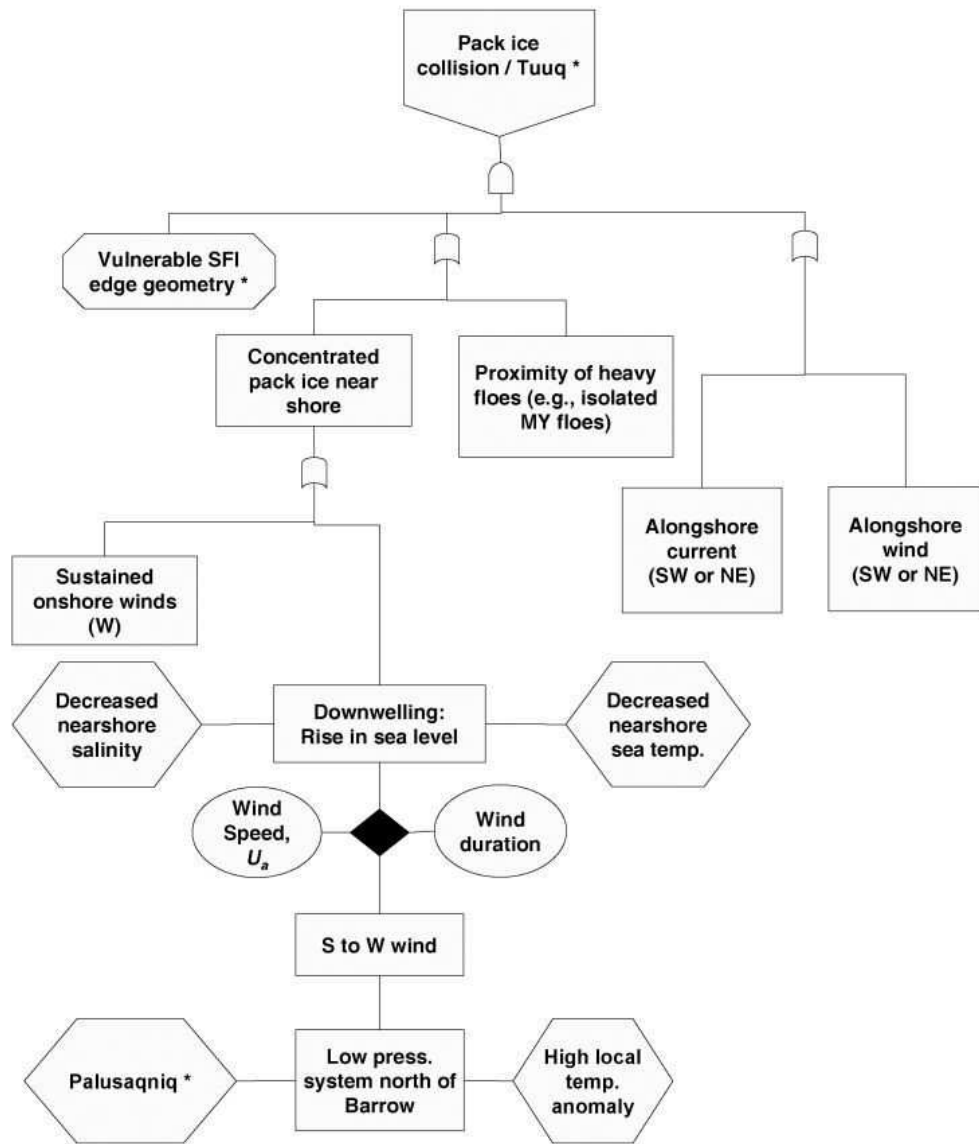 Pack ice
collision / Tuuq *
Vulnerable SFI
edge geometry *
Concentrated
pack ice near
shore
Proximity of heavy
floes (e.g., isolated
MY floes)
Alongshore
current
(SW or NE)
Alongshore
wind
(SW or NE)
Sustained
onshore winds
(W)
Decreased
nearshore
salinity
Downwelling:
Rise in sea level
Decreased
nearshore
sea temp.
Wind
Speed,
Ua
Wind
duration
S to W wind
Palusaqniq *
Low press.
system north of
Barrow
High local
temp.
anomaly